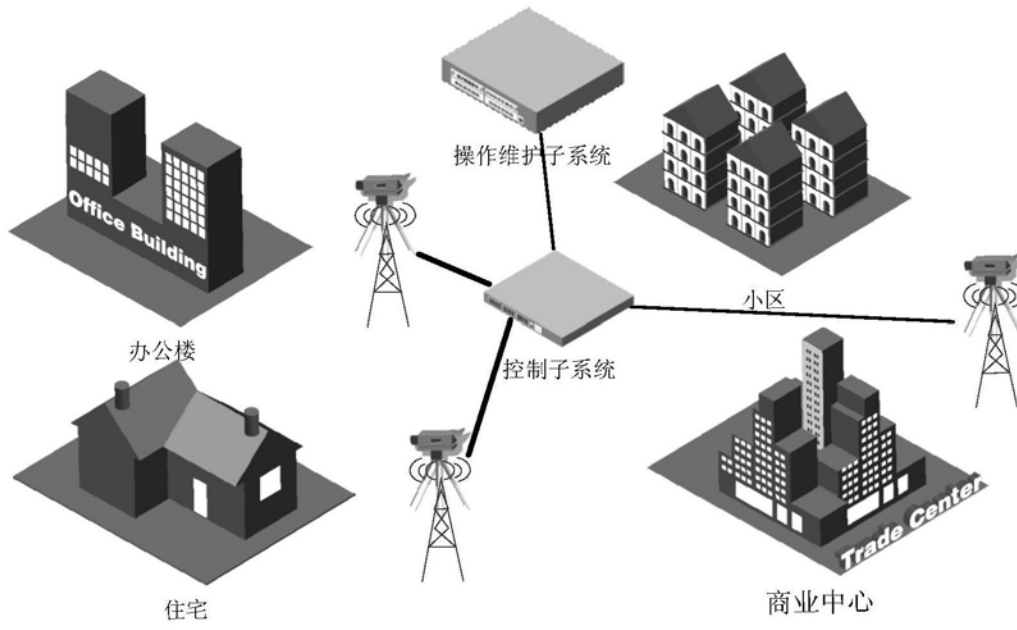 操作维护子系统
Office Building
小区
办公楼
控制子系统
Trade Center
住宅
商业中心